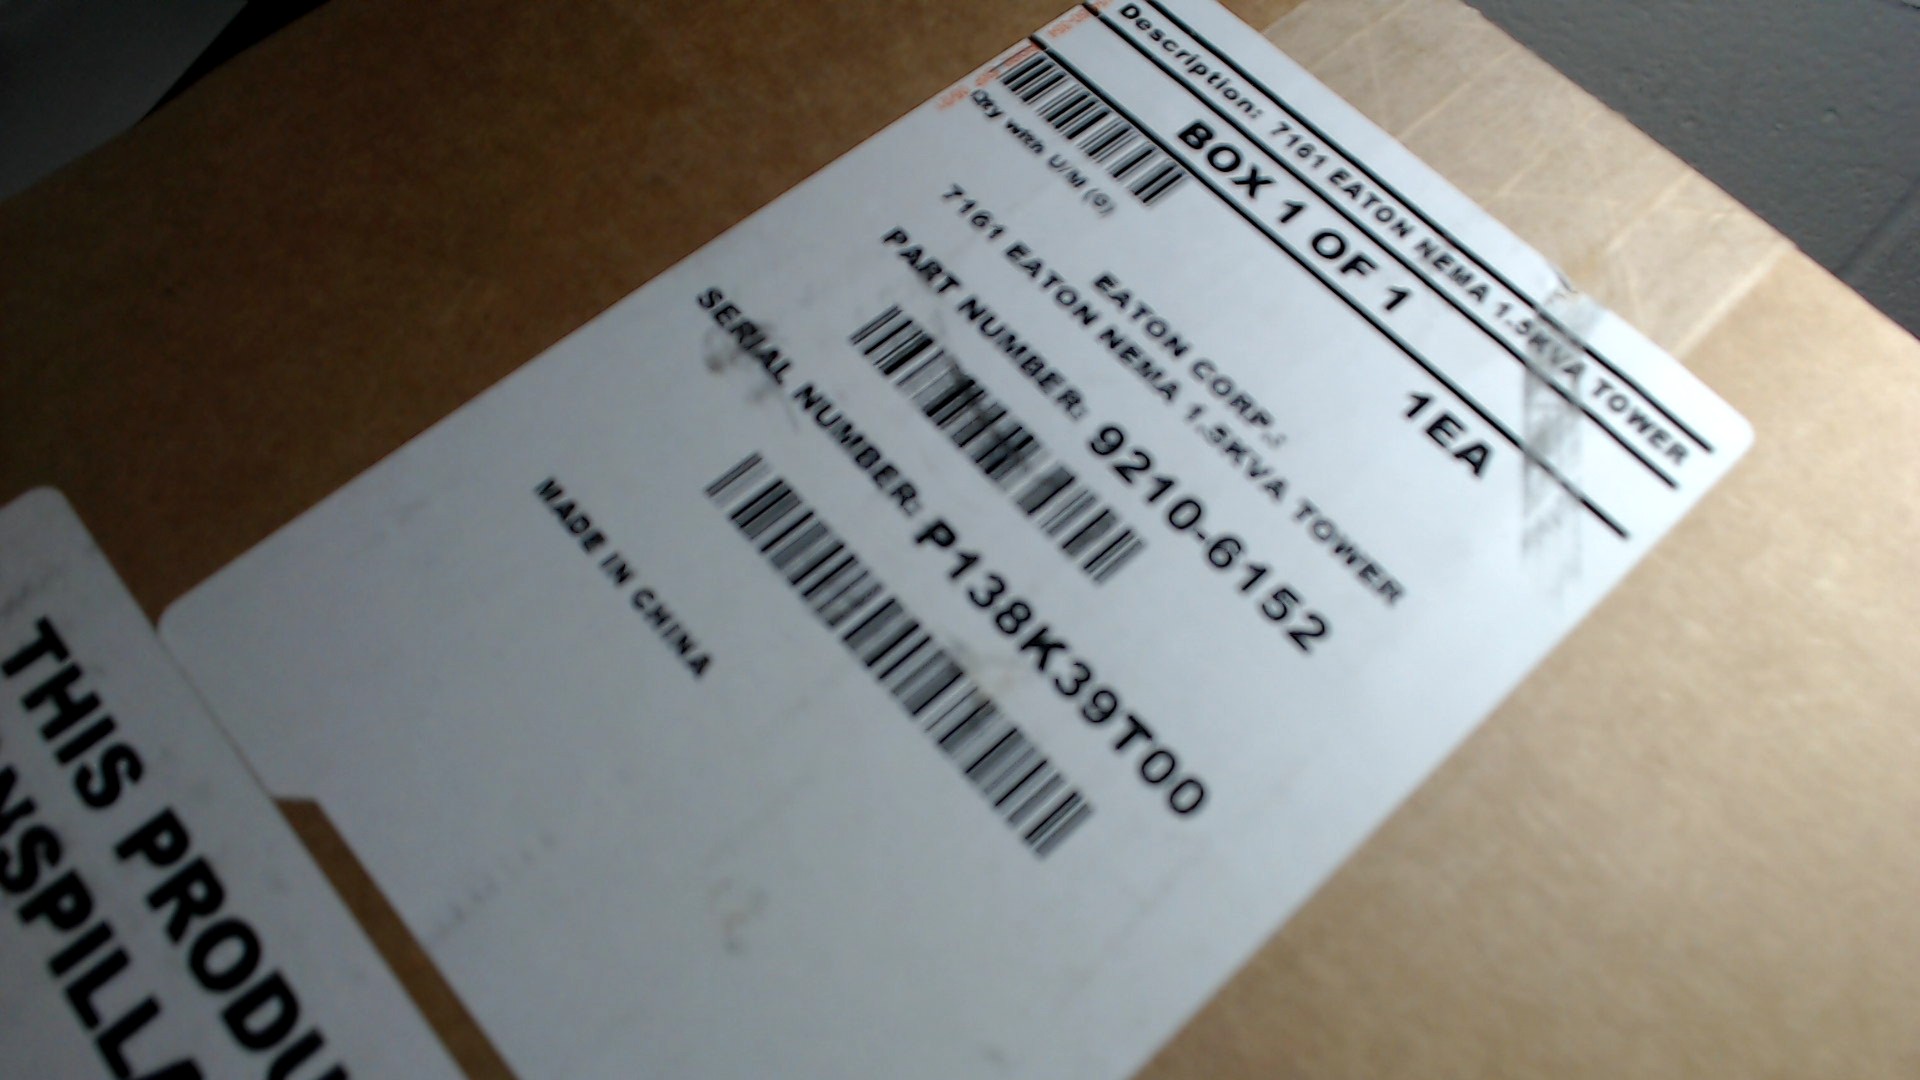 Description: 7161 EATON NEMA 1.5KVA TOWER
BOX 1 OF 1
1EA
Qty with U/M (Q)
EATON CORP.:
7161 EATON NEMA 1.5KVA TOWER
PART NUMBER: 9210-6152
SERIAL NUMBER: P138K39T00
MADE IN CHINA
THIS PRODU
NSPILLA